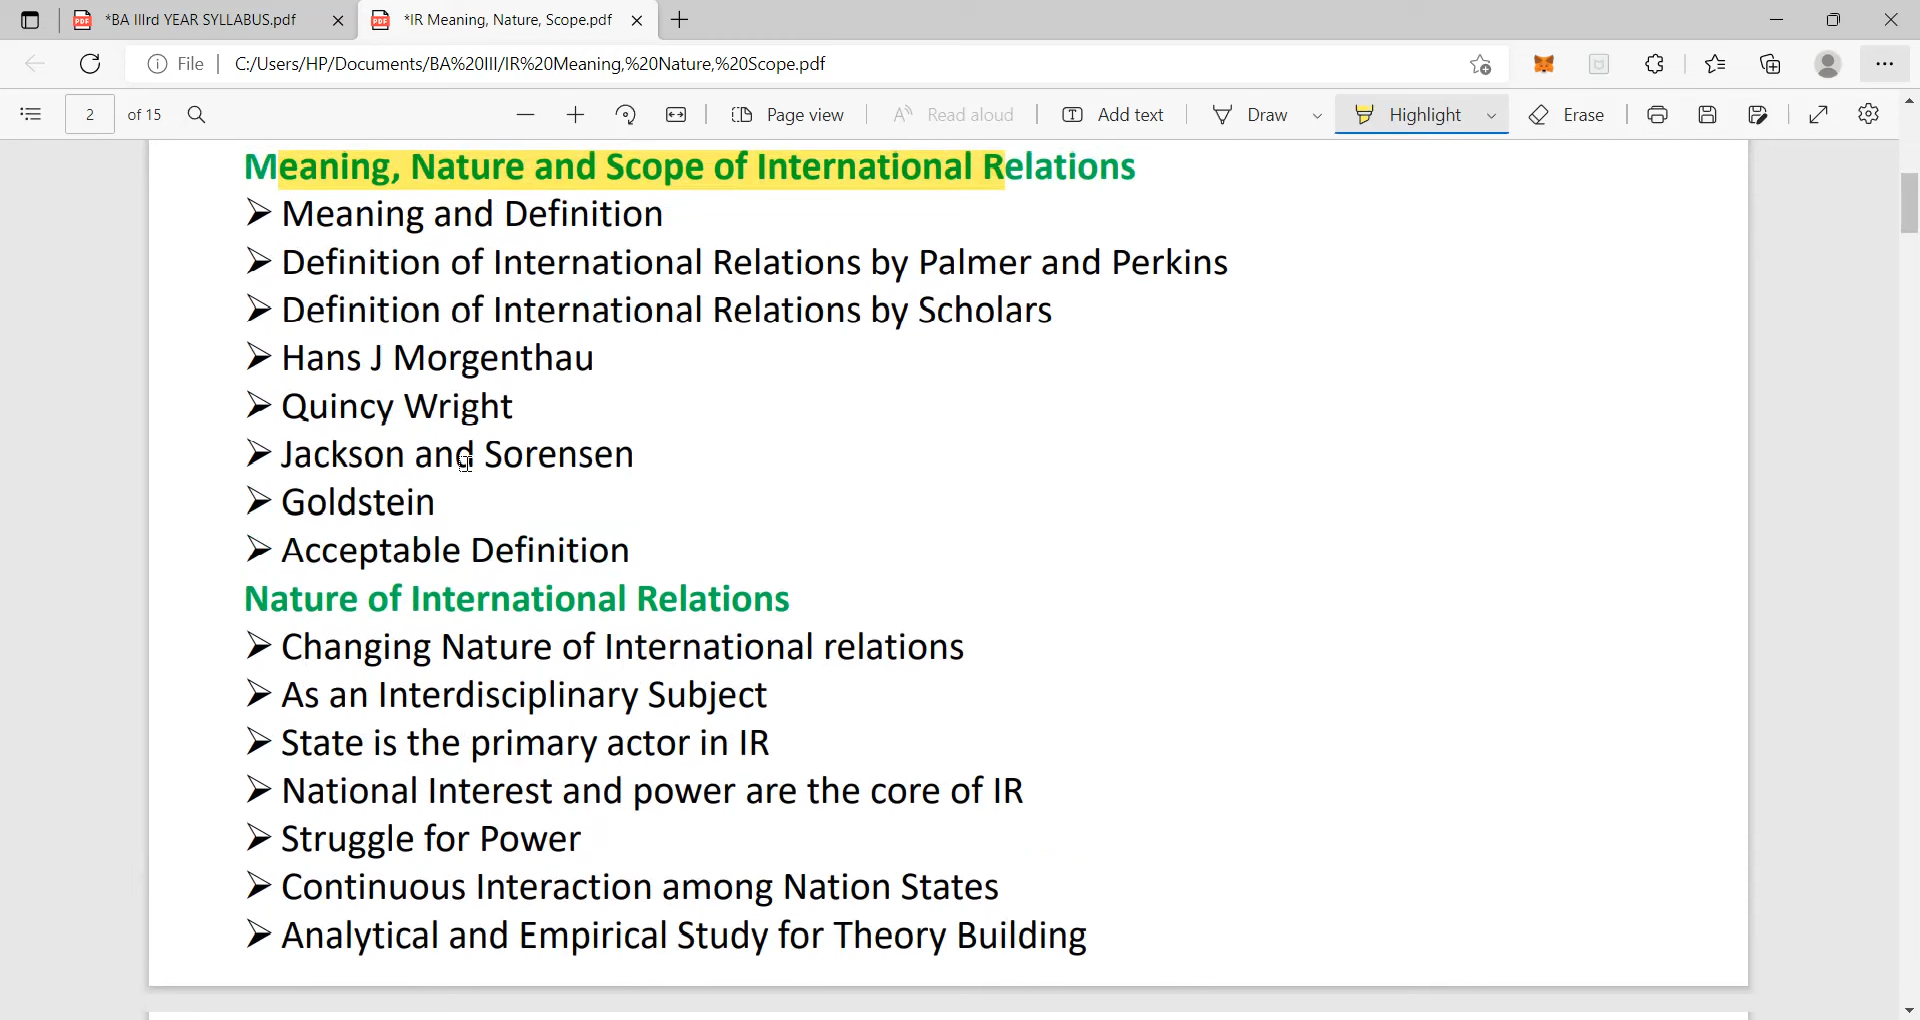 *BA IIIrd YEAR SYLLABUS.pdf
*IR Meaning, Nature, Scope.pdf
File
C:/Users/HP/Documents/BA%20III/IR%20Meaning,%20Nature,%20Scope.pdf
2 of 15
Page view
Read aloud
Add text
Draw
Highlight
Erase
Meaning, Nature and Scope of International Relations
➢ Meaning and Definition
➢ Definition of International Relations by Palmer and Perkins
➢ Definition of International Relations by Scholars
➢ Hans J Morgenthau
➢ Quincy Wright
➢ Jackson and Sorensen
➢ Goldstein
➢ Acceptable Definition
Nature of International Relations
➢ Changing Nature of International relations
➢ As an Interdisciplinary Subject
➢ State is the primary actor in IR
➢ National Interest and power are the core of IR
➢ Struggle for Power
➢ Continuous Interaction among Nation States
➢ Analytical and Empirical Study for Theory Building